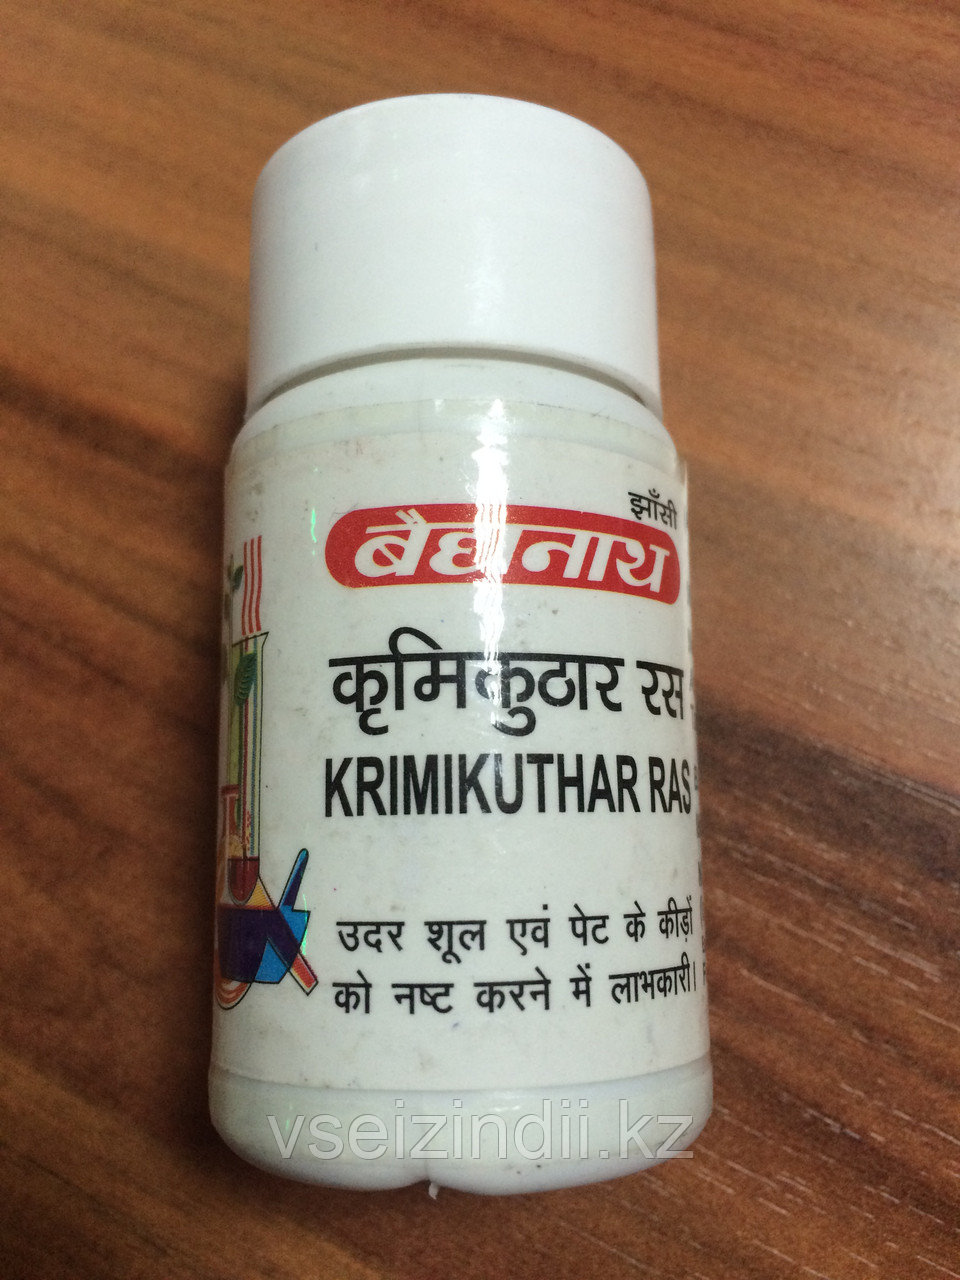 झाँसी
बैद्यनाथ
कृमिकुठार रस
KRIMIKUTHAR RAS
उदर शूल एवं पेट के कीड़ों
को नष्ट करने में लाभकारी।
vseizindii.kz